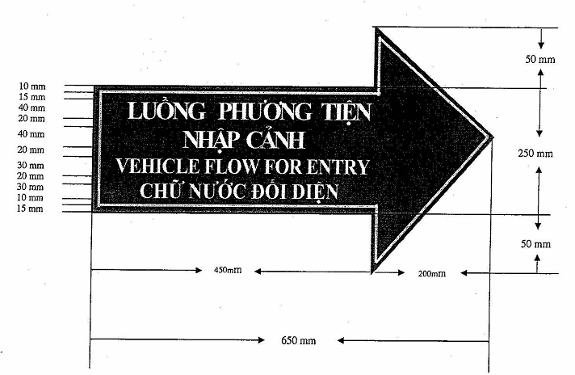 50 mm
10 mm
15 mm
40 mm
20 mm
40 mm
20 mm
30 mm
20 mm
30 mm
10 mm
15 mm
LUỒNG PHƯƠNG TIỆN
NHẬP CẢNH
VEHICLE FLOW FOR ENTRY
CHỮ NƯỚC ĐỐI DIỆN
250 mm
50 mm
450mm
200mm
650 mm